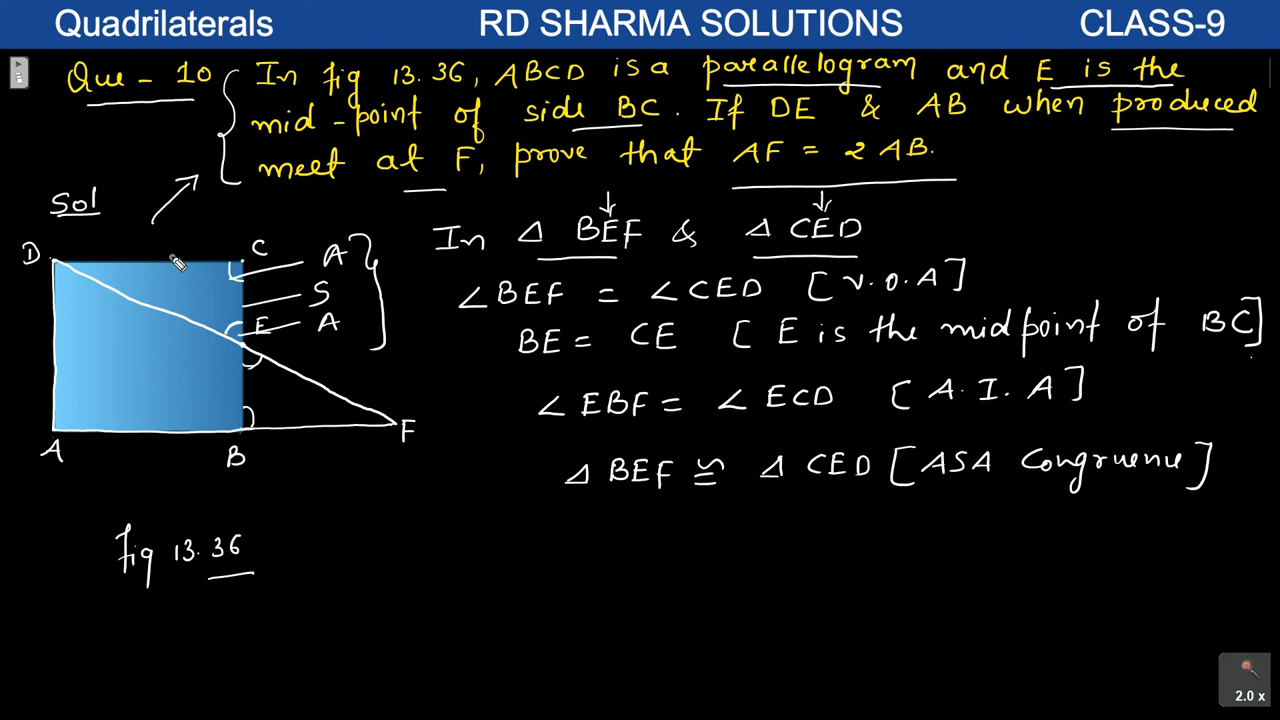 Quadrilaterals RD SHARMA SOLUTIONS CLASS-9
Que - 10 In fig 13.36, ABCD is a parallelogram and E is the
mid-point of side BC. If DE & AB when produced
meet at F, prove that AF = 2 AB.
Sol
In Δ BEF & Δ CED
D C A
∠BEF = ∠CED [V.O.A]
S
E A
BE = CE [E is the midpoint of BC]
∠EBF = ∠ECD [A.I.A]
A B F
Δ BEF ≅ Δ CED [ASA Congruence]
fig 13.36
2.0 x